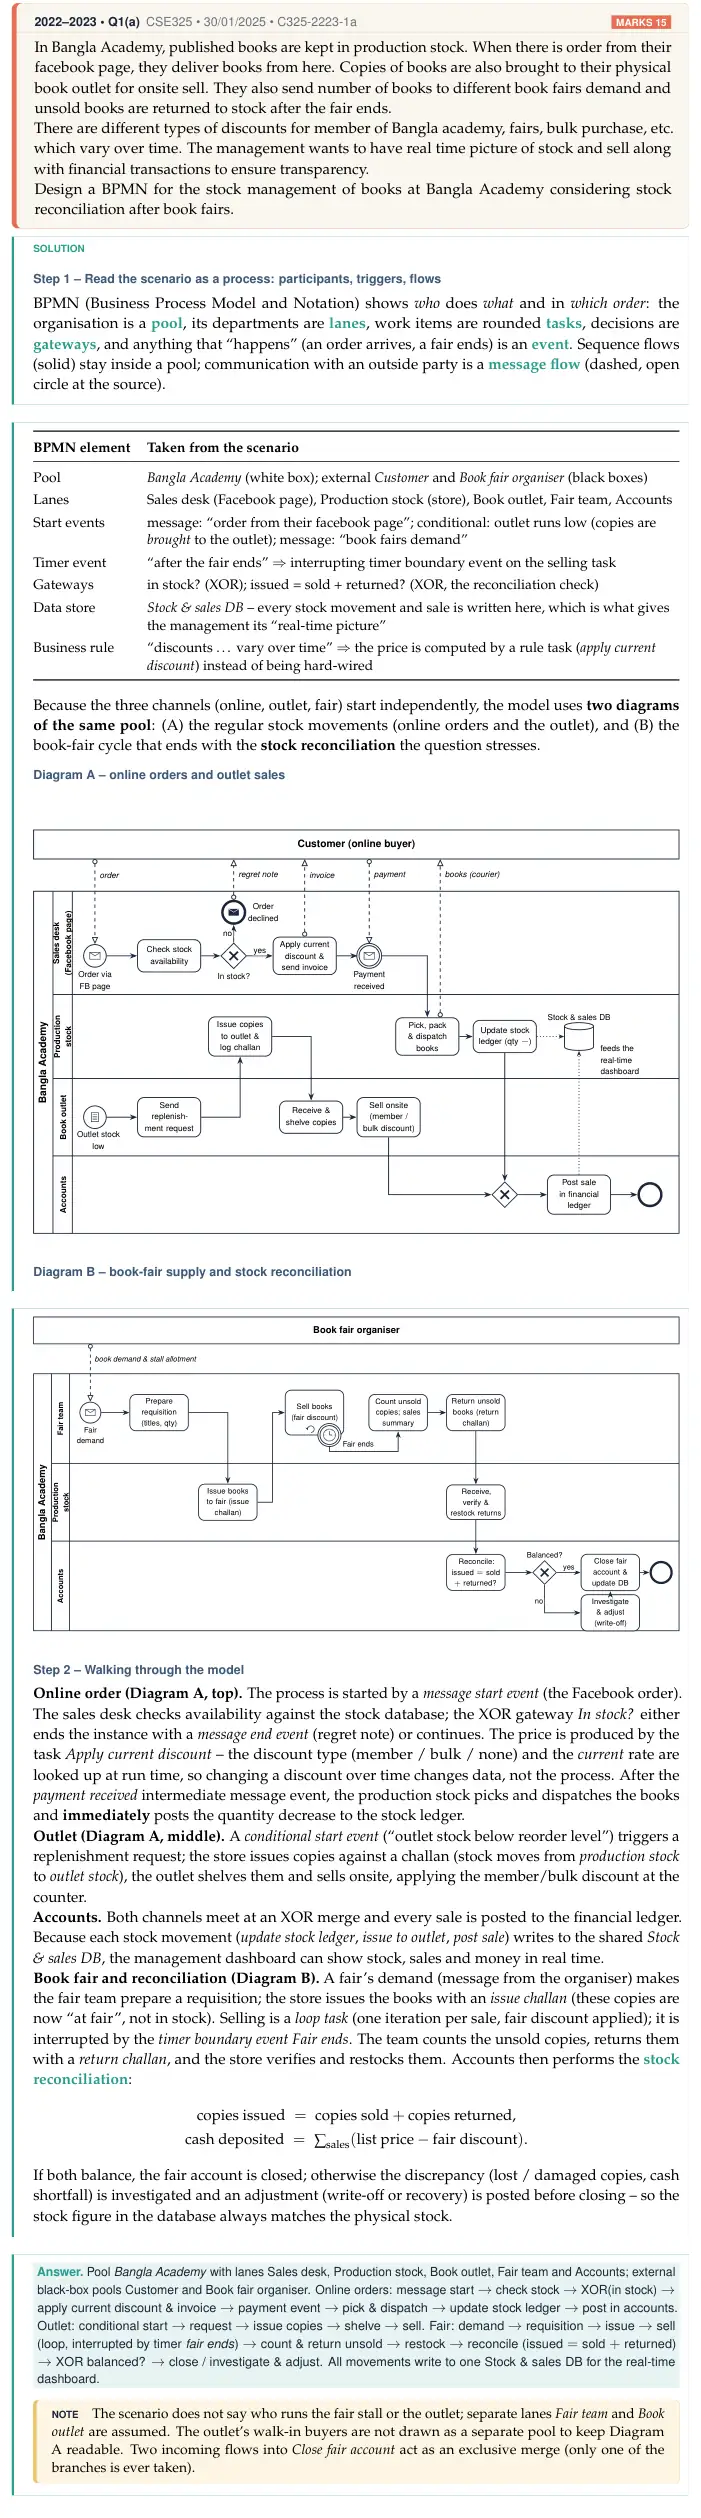 2022–2023 • Q1(a) CSE325 • 30/01/2025 • C325-2223-1a MARKS 15
In Bangla Academy, published books are kept in production stock. When there is order from their
facebook page, they deliver books from here. Copies of books are also brought to their physical
book outlet for onsite sell. They also send number of books to different book fairs demand and
unsold books are returned to stock after the fair ends.
There are different types of discounts for member of Bangla academy, fairs, bulk purchase, etc.
which vary over time. The management wants to have real time picture of stock and sell along
with financial transactions to ensure transparency.
Design a BPMN for the stock management of books at Bangla Academy considering stock
reconciliation after book fairs.
SOLUTION
Step 1 – Read the scenario as a process: participants, triggers, flows
BPMN (Business Process Model and Notation) shows who does what and in which order: the
organisation is a pool, its departments are lanes, work items are rounded tasks, decisions are
gateways, and anything that “happens” (an order arrives, a fair ends) is an event. Sequence flows
(solid) stay inside a pool; communication with an outside party is a message flow (dashed, open
circle at the source).
BPMN element Taken from the scenario
Pool Bangla Academy (white box); external Customer and Book fair organiser (black boxes)
Lanes Sales desk (Facebook page), Production stock (store), Book outlet, Fair team, Accounts
Start events message: “order from their facebook page”; conditional: outlet runs low (copies are
brought to the outlet); message: “book fairs demand”
Timer event “after the fair ends” ⇒ interrupting timer boundary event on the selling task
Gateways in stock? (XOR); issued = sold + returned? (XOR, the reconciliation check)
Data store Stock & sales DB – every stock movement and sale is written here, which is what gives
the management its “real-time picture”
Business rule “discounts … vary over time” ⇒ the price is computed by a rule task (apply current
discount) instead of being hard-wired
Because the three channels (online, outlet, fair) start independently, the model uses two diagrams
of the same pool: (A) the regular stock movements (online orders and the outlet), and (B) the
book-fair cycle that ends with the stock reconciliation the question stresses.
Diagram A – online orders and outlet sales
Customer (online buyer)
order
regret note
invoice
payment
books (courier)
Bangla Academy
Sales desk
(Facebook page)
Order via
FB page
Check stock
availability
In stock?
no
yes
Order
declined
Apply current
discount &
send invoice
Payment
received
Production
stock
Issue copies
to outlet &
log challan
Pick, pack
& dispatch
books
Update stock
ledger (qty −)
Stock & sales DB
feeds the
real-time
dashboard
Book outlet
Outlet stock
low
Send
replenish-
ment request
Receive &
shelve copies
Sell onsite
(member /
bulk discount)
Accounts
Post sale
in financial
ledger
Diagram B – book-fair supply and stock reconciliation
Book fair organiser
book demand & stall allotment
Bangla Academy
Fair team
Fair
demand
Prepare
requisition
(titles, qty)
Sell books
(fair discount)
Fair ends
Count unsold
copies; sales
summary
Return unsold
books (return
challan)
Production
stock
Issue books
to fair (issue
challan)
Receive,
verify &
restock returns
Accounts
Reconcile:
issued = sold
+ returned?
Balanced?
yes
no
Close fair
account &
update DB
Investigate
& adjust
(write-off)
Step 2 – Walking through the model
Online order (Diagram A, top). The process is started by a message start event (the Facebook order).
The sales desk checks availability against the stock database; the XOR gateway In stock? either
ends the instance with a message end event (regret note) or continues. The price is produced by the
task Apply current discount – the discount type (member / bulk / none) and the current rate are
looked up at run time, so changing a discount over time changes data, not the process. After the
payment received intermediate message event, the production stock picks and dispatches the books
and immediately posts the quantity decrease to the stock ledger.
Outlet (Diagram A, middle). A conditional start event (“outlet stock below reorder level”) triggers a
replenishment request; the store issues copies against a challan (stock moves from production stock
to outlet stock), the outlet shelves them and sells onsite, applying the member/bulk discount at the
counter.
Accounts. Both channels meet at an XOR merge and every sale is posted to the financial ledger.
Because each stock movement (update stock ledger, issue to outlet, post sale) writes to the shared Stock
& sales DB, the management dashboard can show stock, sales and money in real time.
Book fair and reconciliation (Diagram B). A fair’s demand (message from the organiser) makes
the fair team prepare a requisition; the store issues the books with an issue challan (these copies are
now “at fair”, not in stock). Selling is a loop task (one iteration per sale, fair discount applied); it is
interrupted by the timer boundary event Fair ends. The team counts the unsold copies, returns them
with a return challan, and the store verifies and restocks them. Accounts then performs the stock
reconciliation:
copies issued = copies sold + copies returned,
cash deposited = ∑sales(list price − fair discount).
If both balance, the fair account is closed; otherwise the discrepancy (lost / damaged copies, cash
shortfall) is investigated and an adjustment (write-off or recovery) is posted before closing – so the
stock figure in the database always matches the physical stock.
Answer. Pool Bangla Academy with lanes Sales desk, Production stock, Book outlet, Fair team and Accounts; external
black-box pools Customer and Book fair organiser. Online orders: message start → check stock → XOR(in stock) →
apply current discount & invoice → payment event → pick & dispatch → update stock ledger → post in accounts.
Outlet: conditional start → request → issue copies → shelve → sell. Fair: demand → requisition → issue → sell
(loop, interrupted by timer fair ends) → count & return unsold → restock → reconcile (issued = sold + returned)
→ XOR balanced? → close / investigate & adjust. All movements write to one Stock & sales DB for the real-time
dashboard.
NOTE The scenario does not say who runs the fair stall or the outlet; separate lanes Fair team and Book
outlet are assumed. The outlet’s walk-in buyers are not drawn as a separate pool to keep Diagram
A readable. Two incoming flows into Close fair account act as an exclusive merge (only one of the
branches is ever taken).